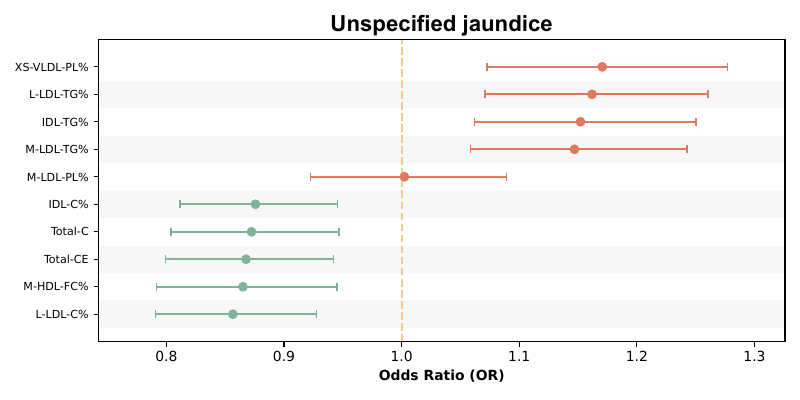 Unspecified jaundice
XS-VLDL-PL%
L-LDL-TG%
IDL-TG%
M-LDL-TG%
M-LDL-PL%
IDL-C%
Total-C
Total-CE
M-HDL-FC%
L-LDL-C%
0.8 0.9 1.0 1.1 1.2 1.3
Odds Ratio (OR)